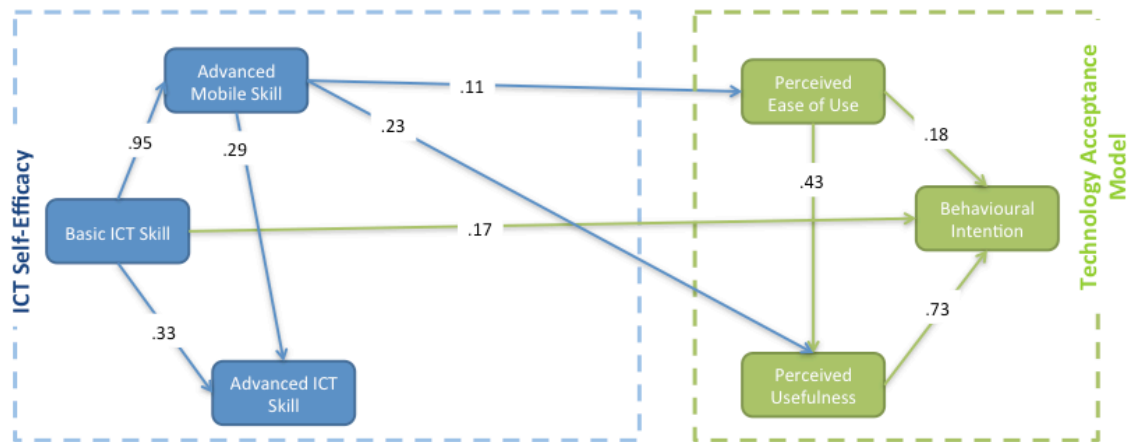 ICT Self-Efficacy
Advanced
Mobile Skill
Basic ICT Skill
Advanced ICT
Skill
.95
.29
.33
.11
.23
.17
Technology Acceptance
Model
Perceived
Ease of Use
Behavioural
Intention
Perceived
Usefulness
.18
.43
.73